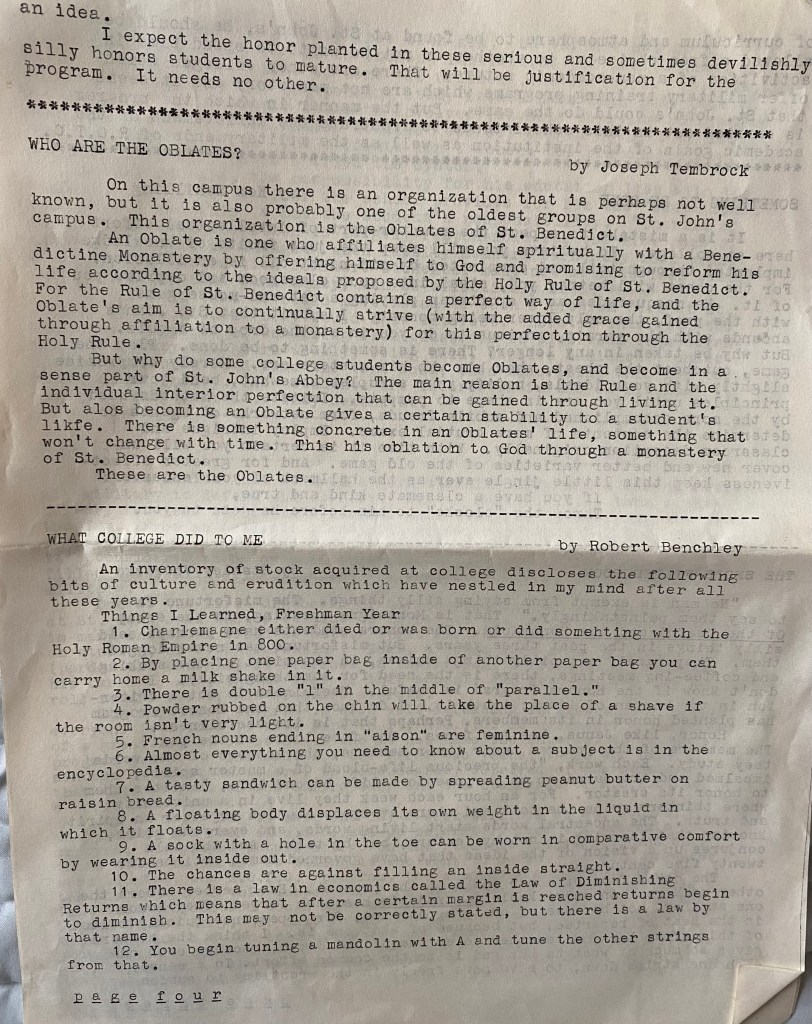 an idea.
I expect the honor planted in these serious and sometimes devilishly
silly honors students to mature. That will be justification for the
program. It needs no other.
*******************************************************************************
WHO ARE THE OBLATES?
by Joseph Tembrock
On this campus there is an organization that is perhaps not well
known, but it is also probably one of the oldest groups on St. John's
campus. This organization is the Oblates of St. Benedict.
An Oblate is one who affiliates himself spiritually with a Bene-
dictine Monastery by offering himself to God and promising to reform his
life according to the ideals proposed by the Holy Rule of St. Benedict.
For the Rule of St. Benedict contains a perfect way of life, and the
Oblate's aim is to continually strive (with the added grace gained
through affiliation to a monastery) for this perfection through the
Holy Rule.
But why do some college students become Oblates, and become in a
sense part of St. John's Abbey? The main reason is the Rule and the
individual interior perfection that can be gained through living it.
But alos becoming an Oblate gives a certain stability to a student's
likfe. There is something concrete in an Oblates' life, something that
won't change with time. This his oblation to God through a monastery
of St. Benedict.
These are the Oblates.
-------------------------------------------------------------------------
WHAT COLLEGE DID TO ME
by Robert Benchley
An inventory of stock acquired at college discloses the following
bits of culture and erudition which have nestled in my mind after all
these years.
Things I Learned, Freshman Year
1. Charlemagne either died or was born or did somehting with the
Holy Roman Empire in 800.
2. By placing one paper bag inside of another paper bag you can
carry home a milk shake in it.
3. There is double "l" in the middle of "parallel."
4. Powder rubbed on the chin will take the place of a shave if
the room isn't very light.
5. French nouns ending in "aison" are feminine.
6. Almost everything you need to know about a subject is in the
encyclopedia.
7. A tasty sandwich can be made by spreading peanut butter on
raisin bread.
8. A floating body displaces its own weight in the liquid in
which it floats.
9. A sock with a hole in the toe can be worn in comparative comfort
by wearing it inside out.
10. The chances are against filling an inside straight.
11. There is a law in economics called the Law of Diminishing
Returns which means that after a certain margin is reached returns begin
to diminish. This may not be correctly stated, but there is a law by
that name.
12. You begin tuning a mandolin with A and tune the other strings
from that.
page four